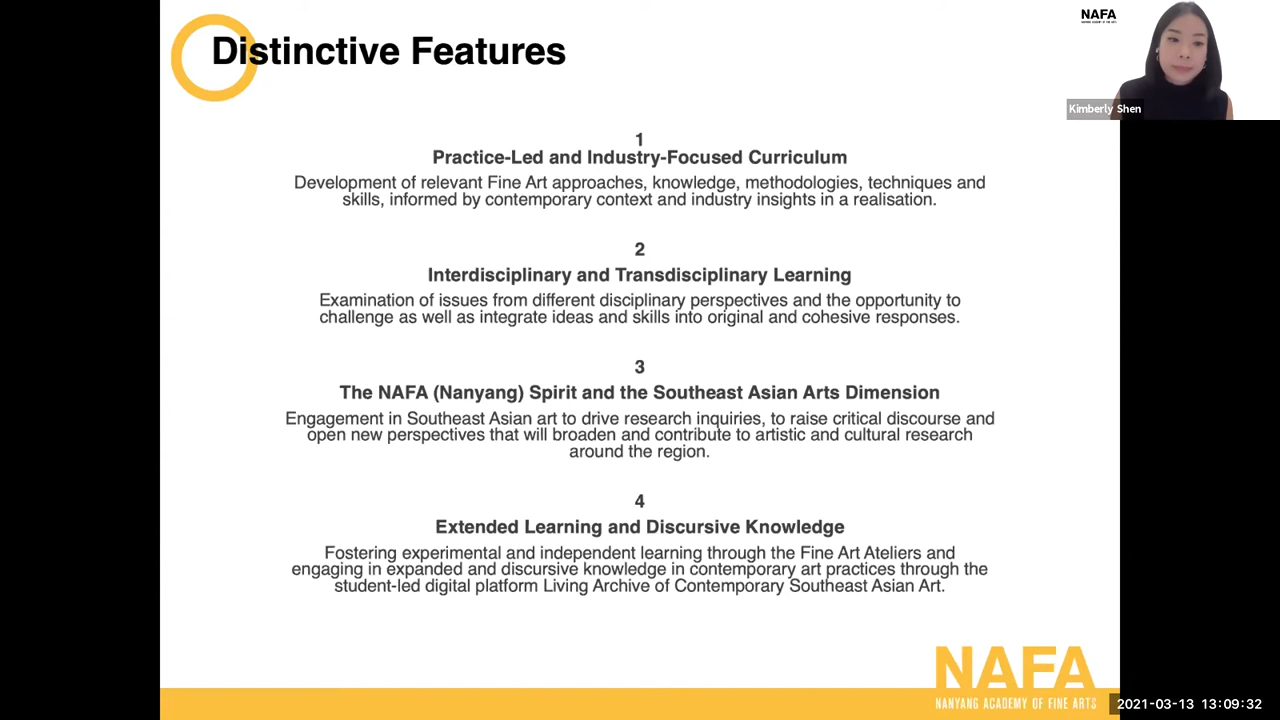 Distinctive Features
NAFA
Kimberly Shen
1
Practice-Led and Industry-Focused Curriculum
Development of relevant Fine Art approaches, knowledge, methodologies, techniques and
skills, informed by contemporary context and industry insights in a realisation.
2
Interdisciplinary and Transdisciplinary Learning
Examination of issues from different disciplinary perspectives and the opportunity to
challenge as well as integrate ideas and skills into original and cohesive responses.
3
The NAFA (Nanyang) Spirit and the Southeast Asian Arts Dimension
Engagement in Southeast Asian art to drive research inquiries, to raise critical discourse and
open new perspectives that will broaden and contribute to artistic and cultural research
around the region.
4
Extended Learning and Discursive Knowledge
Fostering experimental and independent learning through the Fine Art Ateliers and
engaging in expanded and discursive knowledge in contemporary art practices through the
student-led digital platform Living Archive of Contemporary Southeast Asian Art.
NAFA
NANYANG ACADEMY OF FINE ARTS
2021-03-13 13:09:32